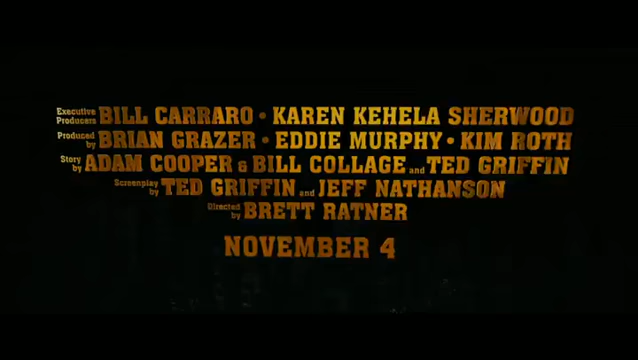 Executive Producers BILL CARRARO • KAREN KEHELA SHERWOOD
Produced by BRIAN GRAZER • EDDIE MURPHY • KIM ROTH
Story by ADAM COOPER & BILL COLLAGE and TED GRIFFIN
Screenplay by TED GRIFFIN and JEFF NATHANSON
Directed by BRETT RATNER
NOVEMBER 4